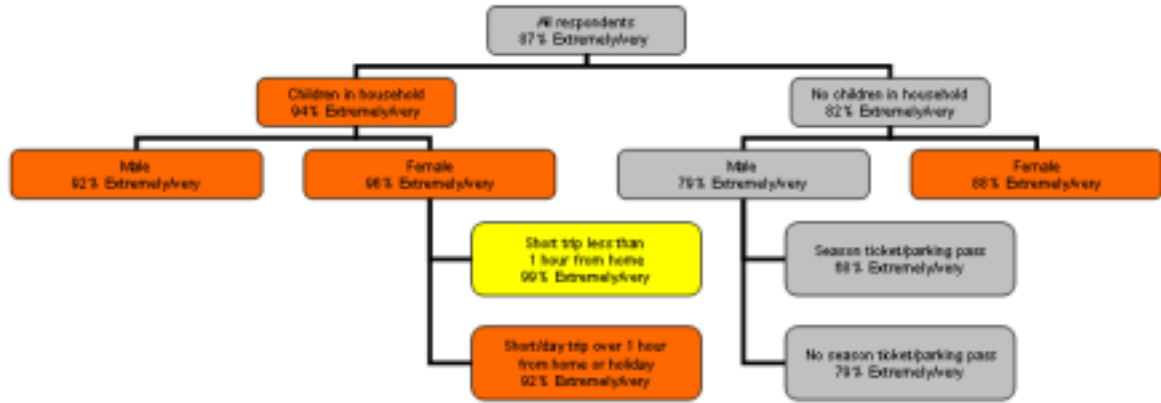 All respondents
87% Extremely/very
Children in household
94% Extremely/very
No children in household
82% Extremely/very
Male
92% Extremely/very
Female
96% Extremely/very
Male
79% Extremely/very
Female
88% Extremely/very
Short trip less than
1 hour from home
99% Extremely/very
Season ticket/parking pass
68% Extremely/very
Short/day trip over 1 hour
from home or holiday
92% Extremely/very
No season ticket/parking pass
79% Extremely/very